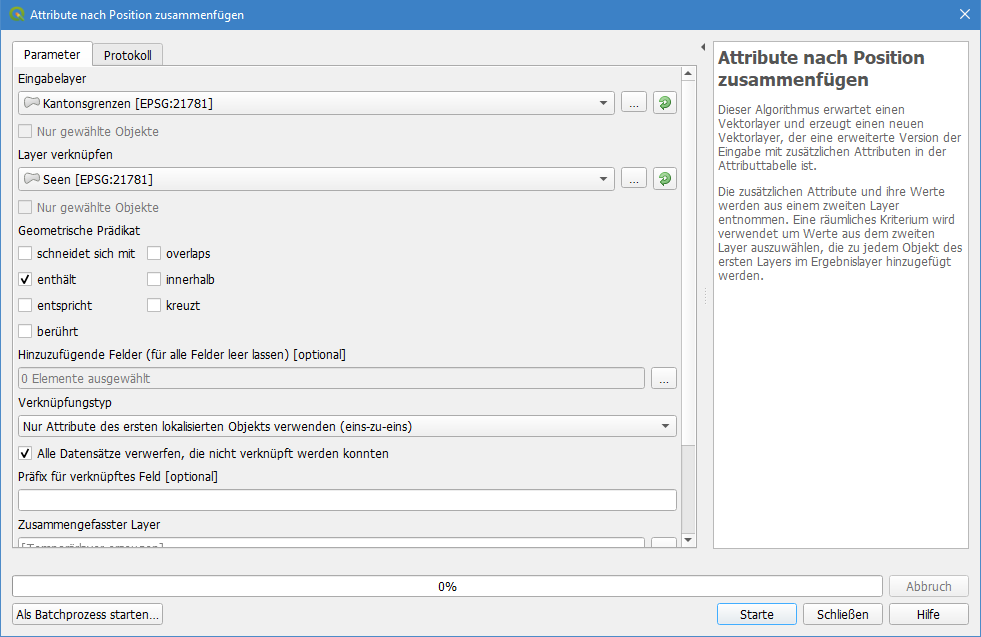 Attribute nach Position zusammenfügen
Parameter
Protokoll
Eingabelayer
Kantonsgrenzen [EPSG:21781]
...
Nur gewählte Objekte
Layer verknüpfen
Seen [EPSG:21781]
...
Nur gewählte Objekte
Geometrische Prädikat
schneidet sich mit
overlaps
enthält
innerhalb
entspricht
kreuzt
berührt
Hinzuzufügende Felder (für alle Felder leer lassen) [optional]
0 Elemente ausgewählt
...
Verknüpfungstyp
Nur Attribute des ersten lokalisierten Objekts verwenden (eins-zu-eins)
Alle Datensätze verwerfen, die nicht verknüpft werden konnten
Präfix für verknüpftes Feld [optional]
Zusammengefasster Layer
Attribute nach Position
zusammenfügen
Dieser Algorithmus erwartet einen
Vektorlayer und erzeugt einen neuen
Vektorlayer, der eine erweiterte Version der
Eingabe mit zusätzlichen Attributen in der
Attributtabelle ist.
Die zusätzlichen Attribute und ihre Werte
werden aus einem zweiten Layer
entnommen. Eine räumliches Kriterium wird
verwendet um Werte aus dem zweiten
Layer auszuwählen, die zu jedem Objekt des
ersten Layers im Ergebnislayer hinzugefügt
werden.
0%
Abbruch
Als Batchprozess starten...
Starte
Schließen
Hilfe